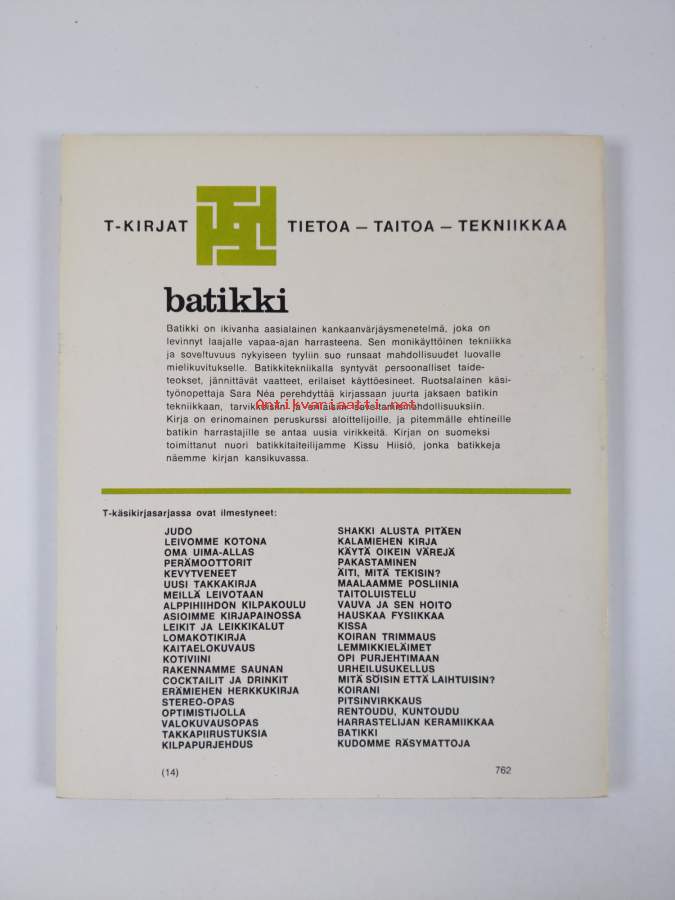 T-KIRJAT TIETOA — TAITOA — TEKNIIKKAA
batikki
Batikki on ikivanha aasialainen kankaanvärjäysmenetelmä, joka on
levinnyt laajalle vapaa-ajan harrasteena. Sen monikäyttöinen tekniikka
ja soveltuvuus nykyiseen tyyliin suo runsaat mahdollisuudet luovalle
mielikuvitukselle. Batikkitekniikalla syntyvät persoonalliset taide-
teokset, jännittävät vaatteet, erilaiset käyttöesineet. Ruotsalainen käsi-
työnopettaja Sara Néa perehdyttää kirjassaan juurta jaksaen batikin
Antikvariaatti.net
tekniikkaan, tarvikkeisiin ja erilaisiin soveltamismahdollisuuksiin.
Kirja on erinomainen peruskurssi aloittelijoille, ja pitemmälle ehtineille
batikin harrastajille se antaa uusia virikkeitä. Kirjan on suomeksi
toimittanut nuori batikkitaiteilijamme Kissu Hiisiö, jonka batikkeja
näemme kirjan kansikuvassa.
T-käsikirjasarjassa ovat ilmestyneet:
JUDO
LEIVOMME KOTONA
OMA UIMA-ALLAS
PERÄMOOTTORIT
KEVYTVENEET
UUSI TAKKAKIRJA
MEILLÄ LEIVOTAAN
ALPPIHIIHDON KILPAKOULU
ASIOIMME KIRJAPAINOSSA
LEIKIT JA LEIKKIKALUT
LOMAKOTIKIRJA
KAITAELOKUVAUS
KOTIVIINI
RAKENNAMME SAUNAN
COCKTAILIT JA DRINKIT
ERÄMIEHEN HERKKUKIRJA
STEREO-OPAS
OPTIMISTIJOLLA
VALOKUVAUSOPAS
TAKKAPIIRUSTUKSIA
KILPAPURJEHDUS
SHAKKI ALUSTA PITÄEN
KALAMIEHEN KIRJA
KÄYTÄ OIKEIN VÄREJÄ
PAKASTAMINEN
ÄITI, MITÄ TEKISIN?
MAALAAMME POSLIINIA
TAITOLUISTELU
VAUVA JA SEN HOITO
HAUSKAA FYSIIKKAA
KISSA
KOIRAN TRIMMAUS
LEMMIKKIELÄIMET
OPI PURJEHTIMAAN
URHEILUSUKELLUS
MITÄ SÖISIN ETTÄ LAIHTUISIN?
KOIRANI
PITSINVIRKKAUS
RENTOUDU, KUNTOUDU
HARRASTELIJAN KERAMIIKKAA
BATIKKI
KUDOMME RÄSYMATTOJA
(14) 762